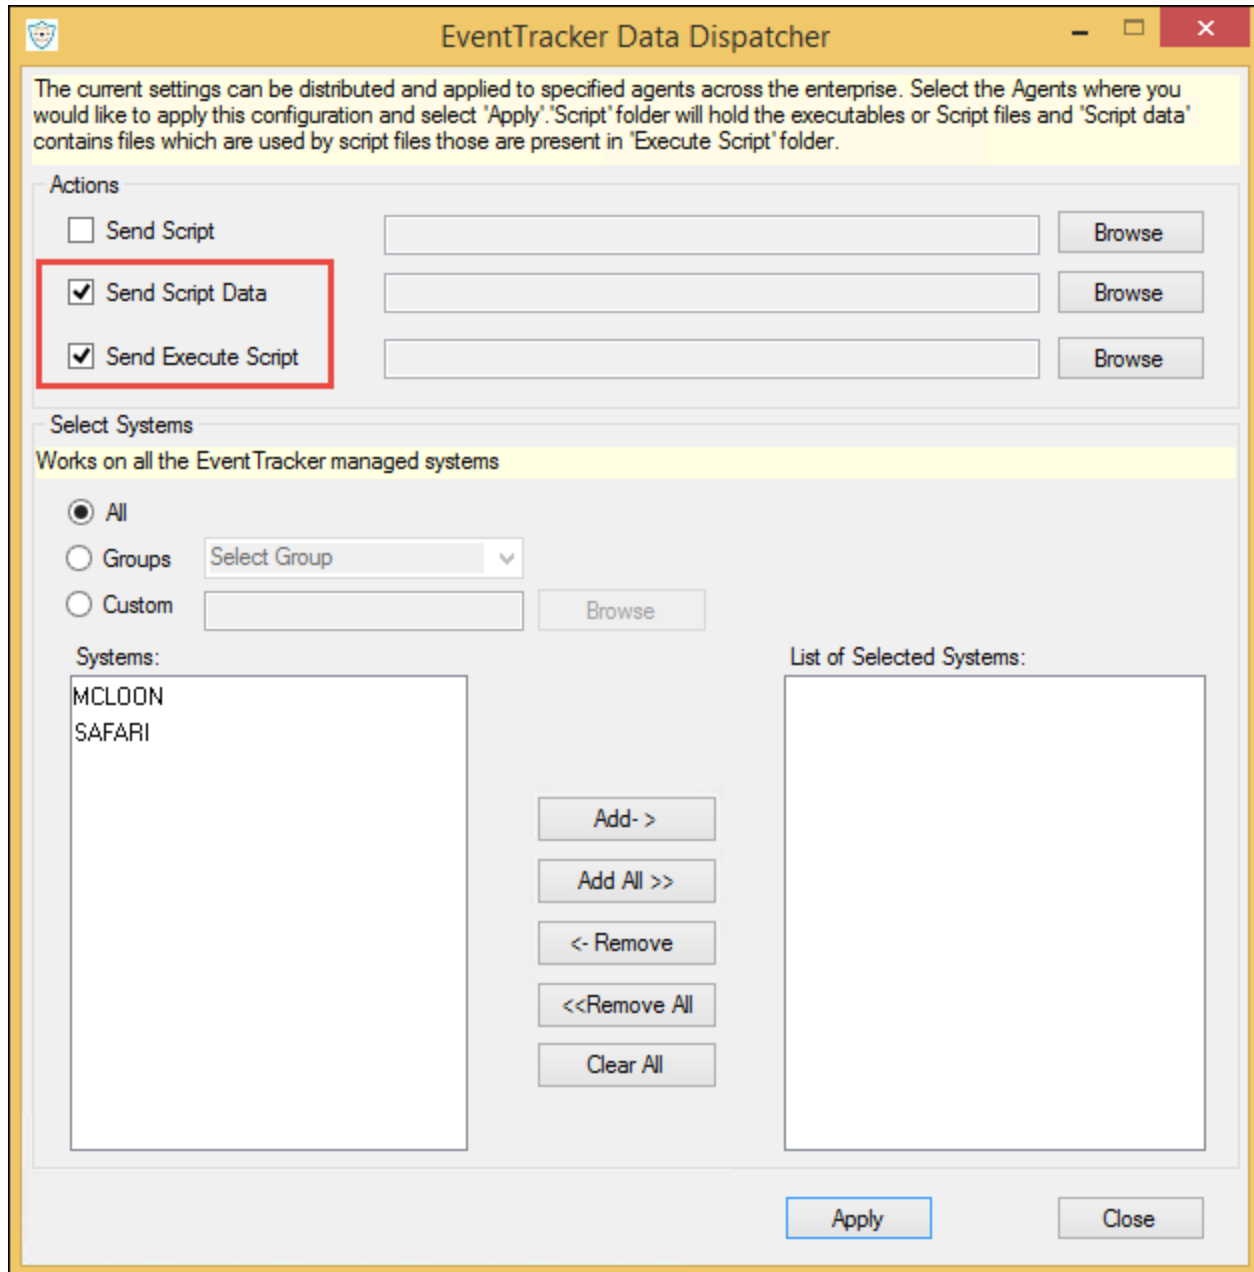 EventTracker Data Dispatcher
The current settings can be distributed and applied to specified agents across the enterprise. Select the Agents where you
would like to apply this configuration and select 'Apply'.'Script' folder will hold the executables or Script files and 'Script data'
contains files which are used by script files those are present in 'Execute Script' folder.
Actions
Send Script Browse
Send Script Data Browse
Send Execute Script Browse
Select Systems
Works on all the EventTracker managed systems
All
Groups Select Group
Custom Browse
Systems: List of Selected Systems:
MCLOON
SAFARI
Add- >
Add All >>
<- Remove
<<Remove All
Clear All
Apply Close